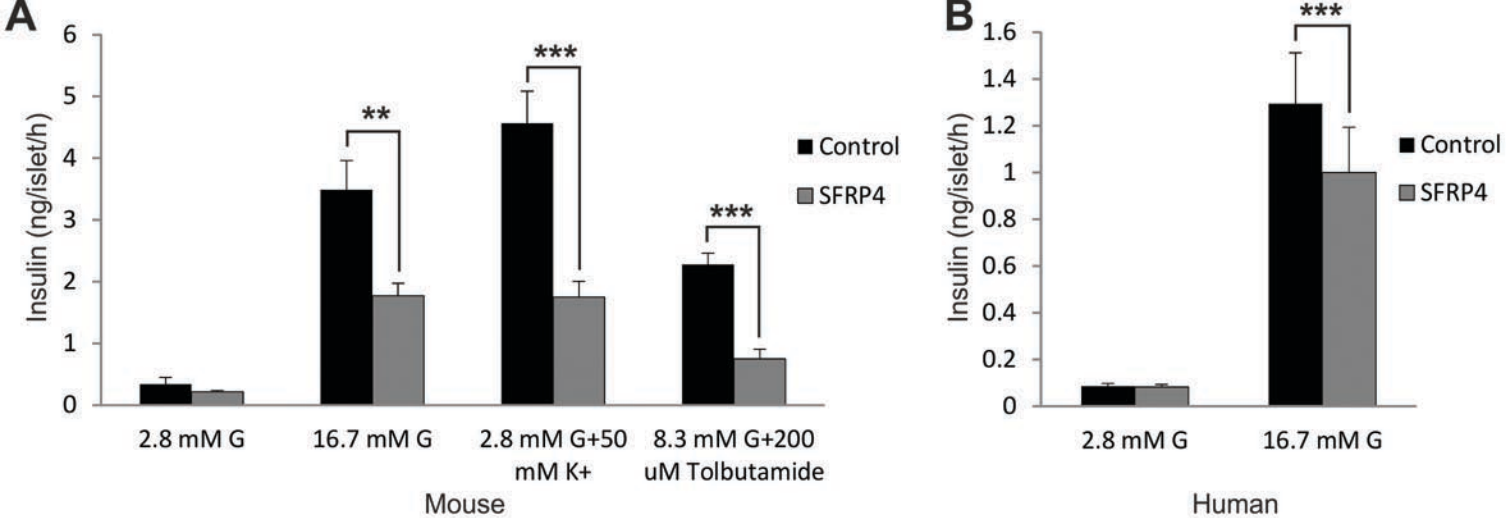 A
Insulin (ng/islet/h)
6
5
4
3
2
1
0
**
***
***
Control
SFRP4
2.8 mM G
16.7 mM G
2.8 mM G+50
mM K+
8.3 mM G+200
uM Tolbutamide
Mouse
B
Insulin (ng/islet/h)
1.6
1.4
1.2
1
0.8
0.6
0.4
0.2
0
***
Control
SFRP4
2.8 mM G
16.7 mM G
Human